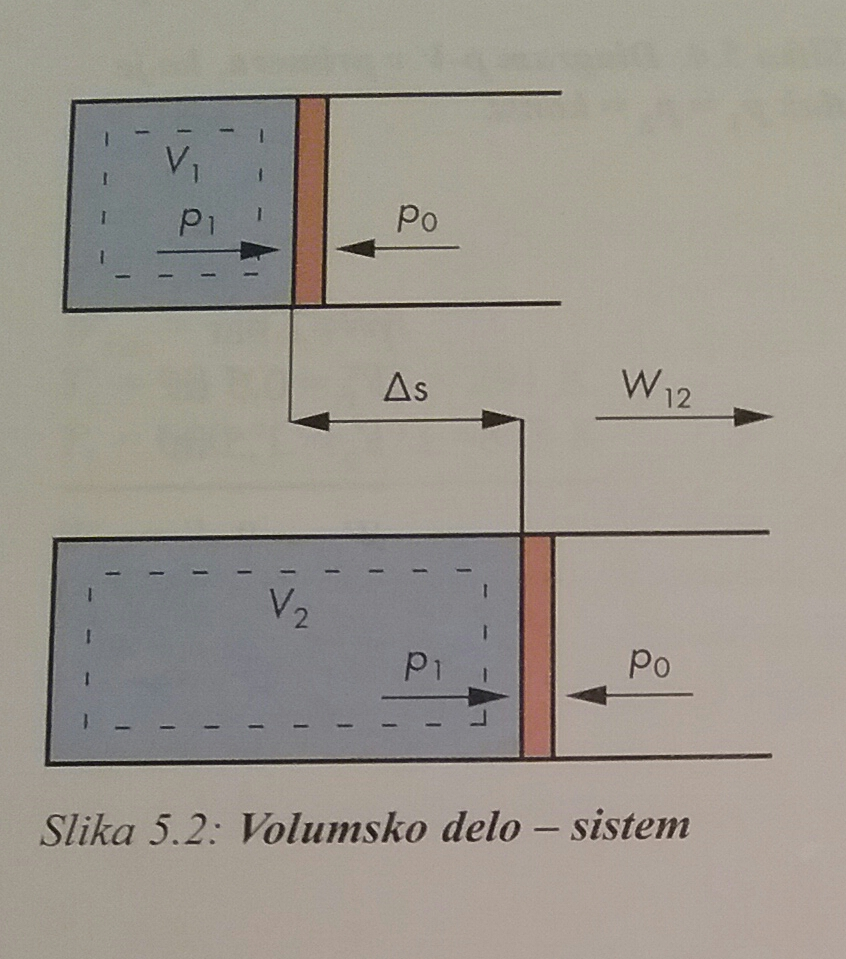 V₁
p₁
p₀
Δs
W₁₂
V₂
p₁
p₀
Slika 5.2: Volumsko delo – sistem